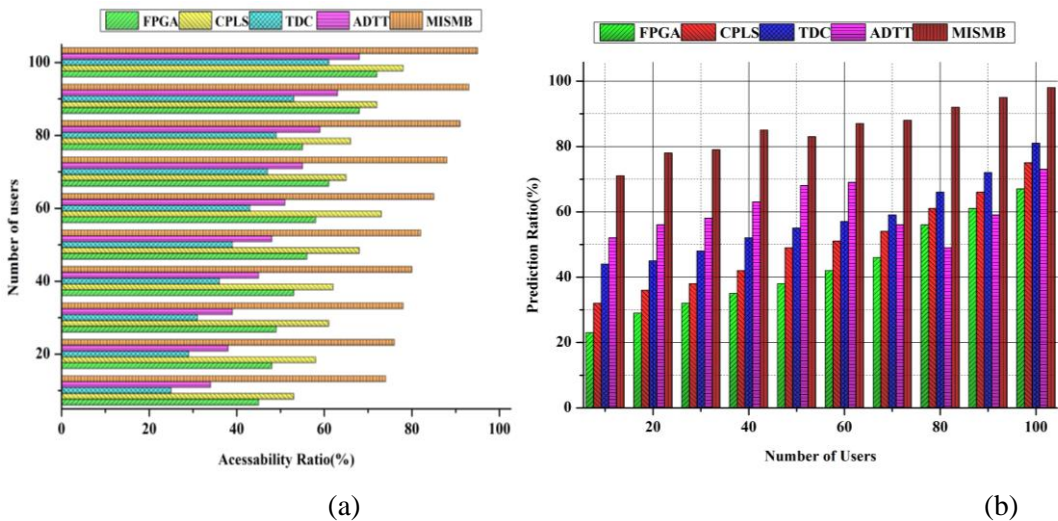 FPGA CPLS TDC ADTT MISMB
100
80
60
40
20
Number of users
0 20 40 60 80 100
Acessability Ratio(%)
(a)
FPGA CPLS TDC ADTT MISMB
100
80
60
40
20
0
Prediction Ratio(%)
20 40 60 80 100
Number of Users
(b)